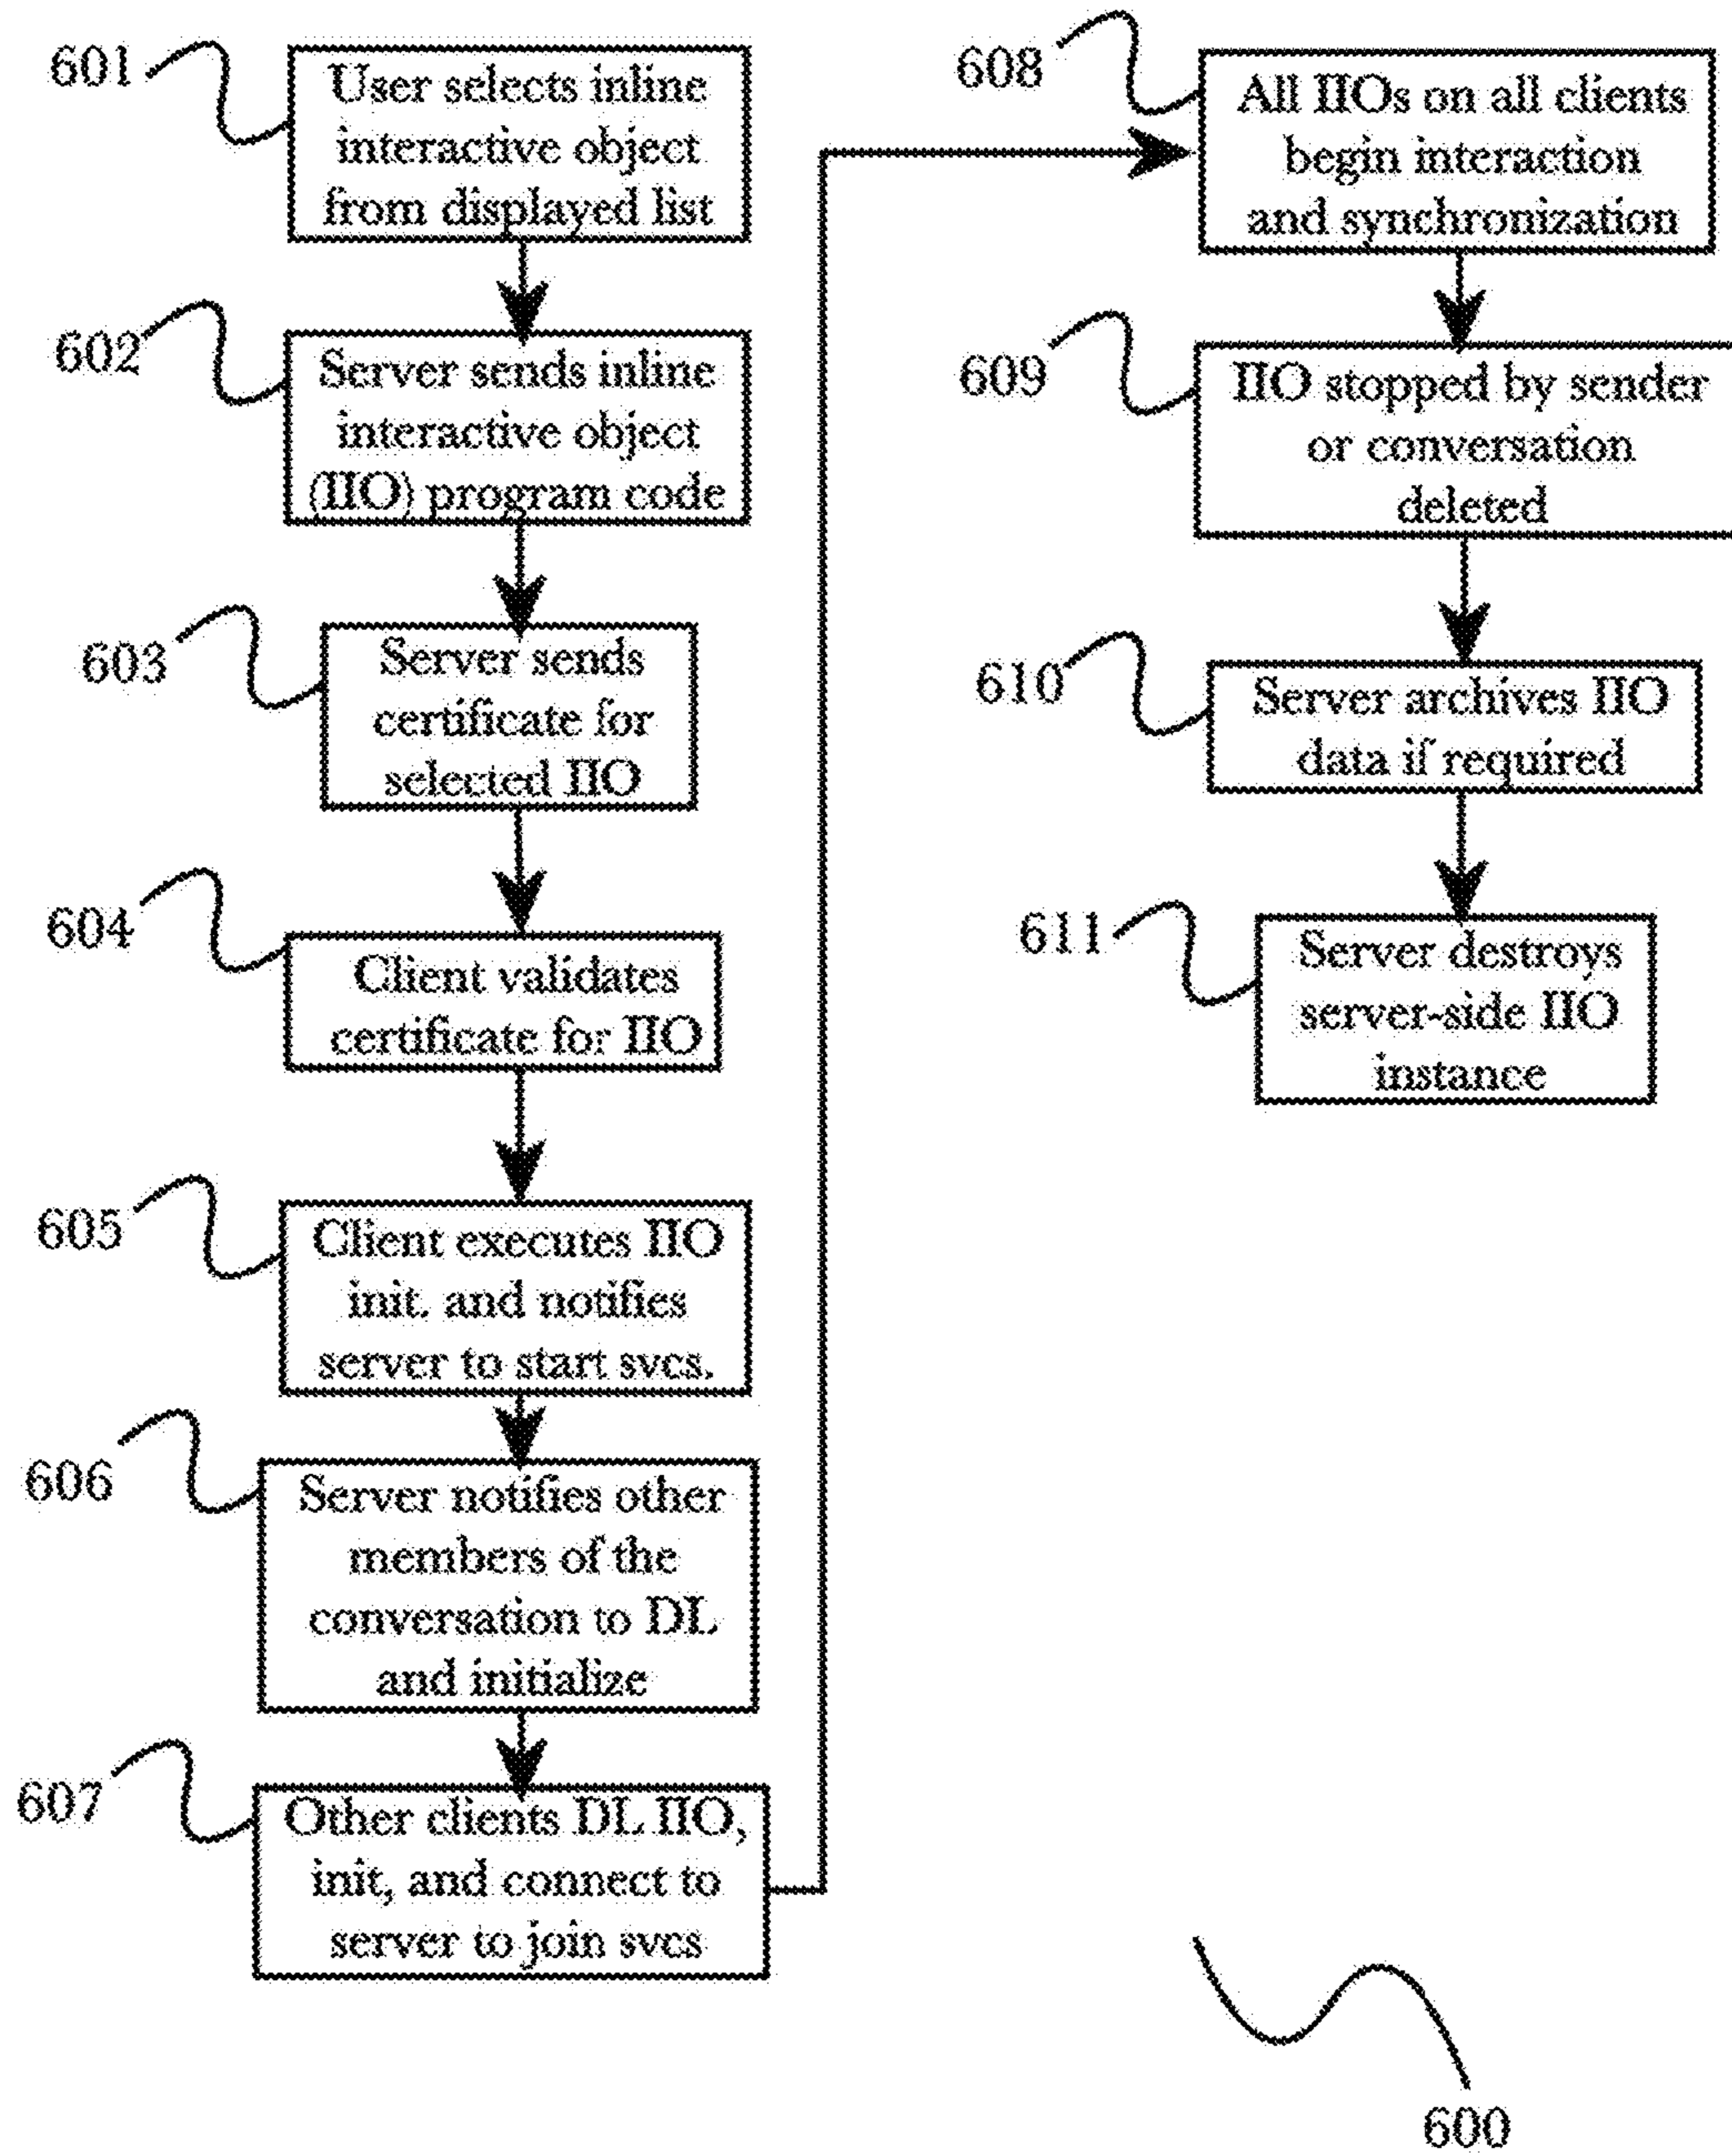 601
User selects inline
interactive object
from displayed list
602
Server sends inline
interactive object
(IIO) program code
603
Server sends
certificate for
selected IIO
604
Client validates
certificate for IIO
605
Client executes IIO
init. and notifies
server to start svcs.
606
Server notifies other
members of the
conversation to DL
and initialize
607
Other clients DL IIO,
init, and connect to
server to join svcs
608
All IIOs on all clients
begin interaction
and synchronization
609
IIO stopped by sender
or conversation
deleted
610
Server archives IIO
data if required
611
Server destroys
server-side IIO
instance
600